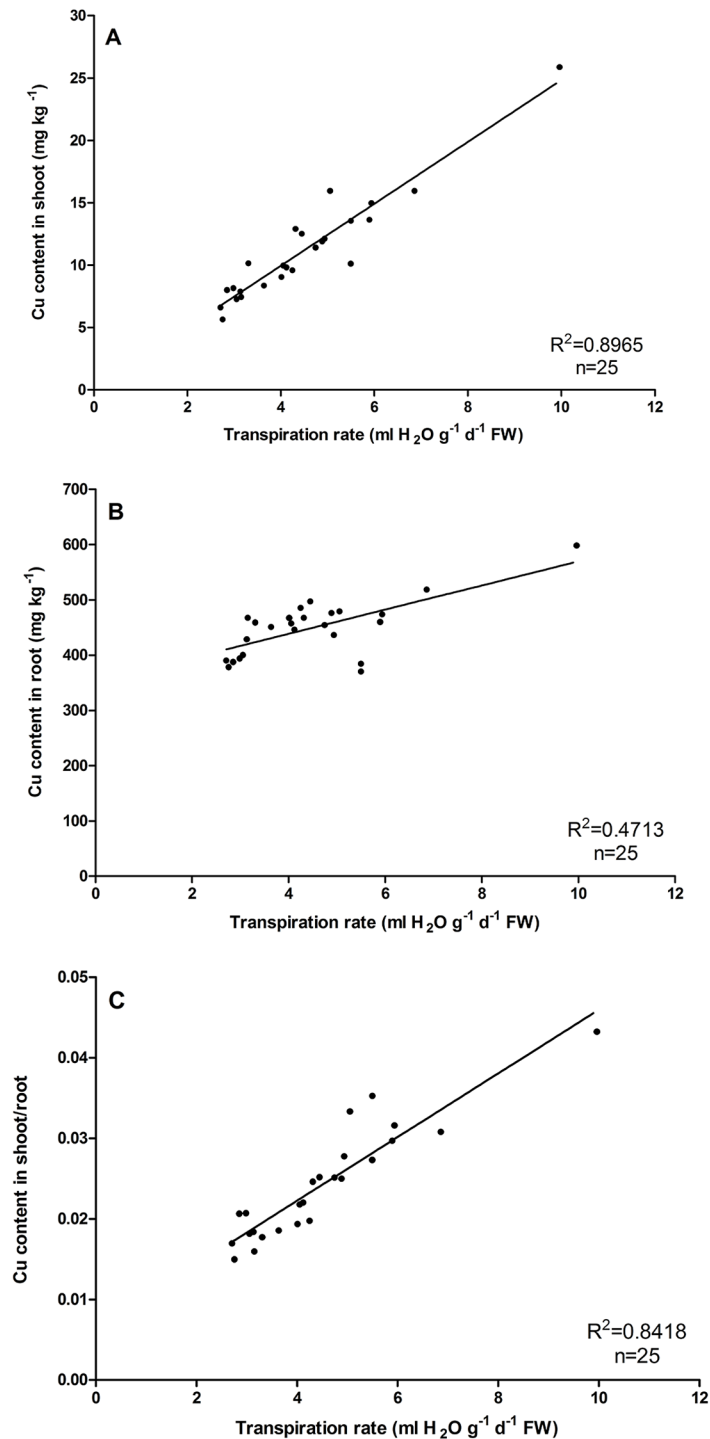 A
30
25
20
15
10
5
0
Cu content in shoot (mg kg⁻¹)
R²=0.8965
n=25
0 2 4 6 8 10 12
Transpiration rate (ml H₂O g⁻¹ d⁻¹ FW)
B
700
600
500
400
300
200
100
0
Cu content in root (mg kg⁻¹)
R²=0.4713
n=25
0 2 4 6 8 10 12
Transpiration rate (ml H₂O g⁻¹ d⁻¹ FW)
C
0.05
0.04
0.03
0.02
0.01
0.00
Cu content in shoot/root
R²=0.8418
n=25
0 2 4 6 8 10 12
Transpiration rate (ml H₂O g⁻¹ d⁻¹ FW)